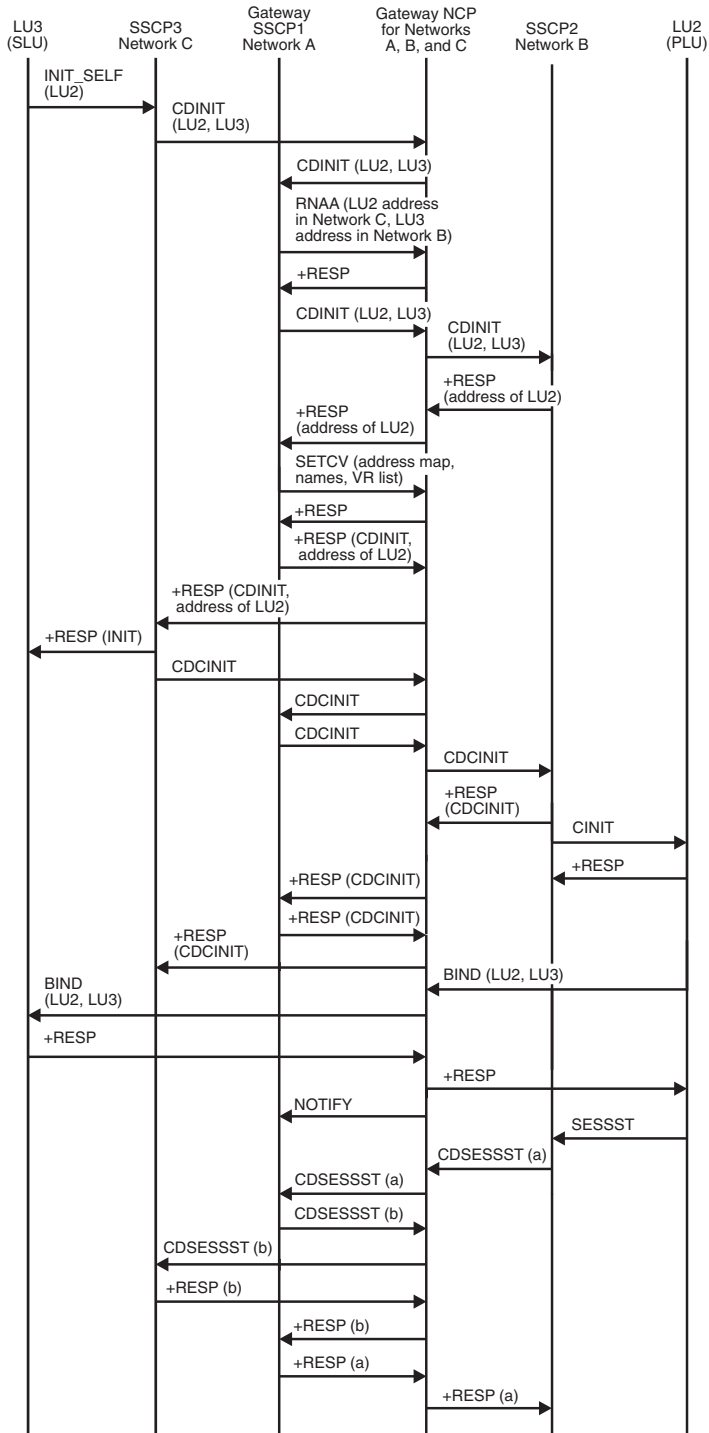 LU3
(SLU)
SSCP3
Network C
Gateway
SSCP1
Network A
Gateway NCP
for Networks
A, B, and C
SSCP2
Network B
LU2
(PLU)
INIT_SELF
(LU2)
CDINIT
(LU2, LU3)
CDINIT (LU2, LU3)
RNAA (LU2 address
in Network C, LU3
address in Network B)
+RESP
CDINIT (LU2, LU3)
CDINIT
(LU2, LU3)
+RESP
(address of LU2)
+RESP
(address of LU2)
SETCV (address map,
names, VR list)
+RESP
+RESP (CDINIT,
address of LU2)
+RESP (CDINIT,
address of LU2)
+RESP (INIT)
CDCINIT
CDCINIT
CDCINIT
CDCINIT
+RESP
(CDCINIT)
CINIT
+RESP
+RESP (CDCINIT)
+RESP (CDCINIT)
+RESP
(CDCINIT)
BIND (LU2, LU3)
BIND
(LU2, LU3)
+RESP
+RESP
NOTIFY
SESSST
CDSESSST (a)
CDSESSST (a)
CDSESSST (b)
CDSESSST (b)
+RESP (b)
+RESP (b)
+RESP (a)
+RESP (a)